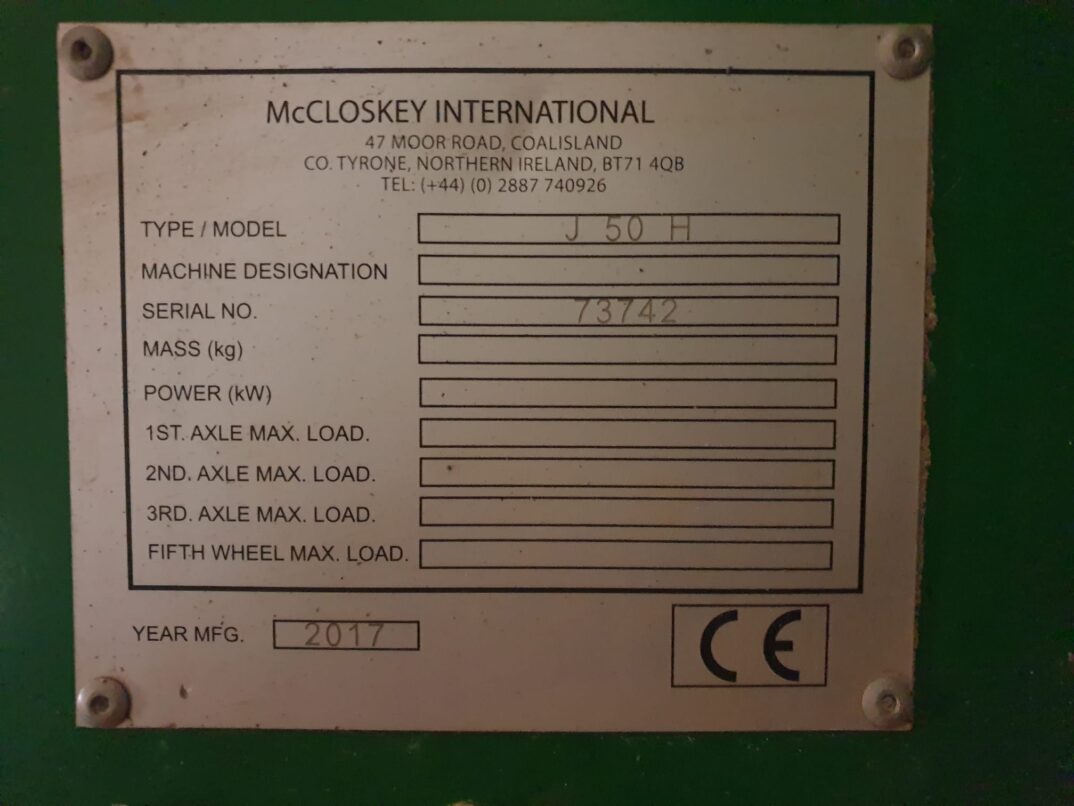 McCLOSKEY INTERNATIONAL
47 MOOR ROAD, COALISLAND
CO. TYRONE, NORTHERN IRELAND, BT71 4QB
TEL: (+44) (0) 2887 740926
TYPE / MODEL J 50 H
MACHINE DESIGNATION
SERIAL NO. 73742
MASS (kg)
POWER (kW)
1ST. AXLE MAX. LOAD.
2ND. AXLE MAX. LOAD.
3RD. AXLE MAX. LOAD.
FIFTH WHEEL MAX. LOAD.
YEAR MFG. 2017
CE